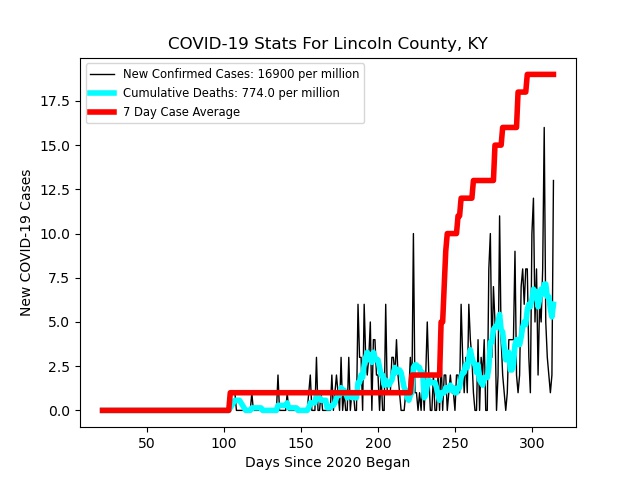 COVID-19 Stats For Lincoln County, KY
New Confirmed Cases: 16900 per million
Cumulative Deaths: 774.0 per million
7 Day Case Average
New COVID-19 Cases
17.5
15.0
12.5
10.0
7.5
5.0
2.5
0.0
50 100 150 200 250 300
Days Since 2020 Began